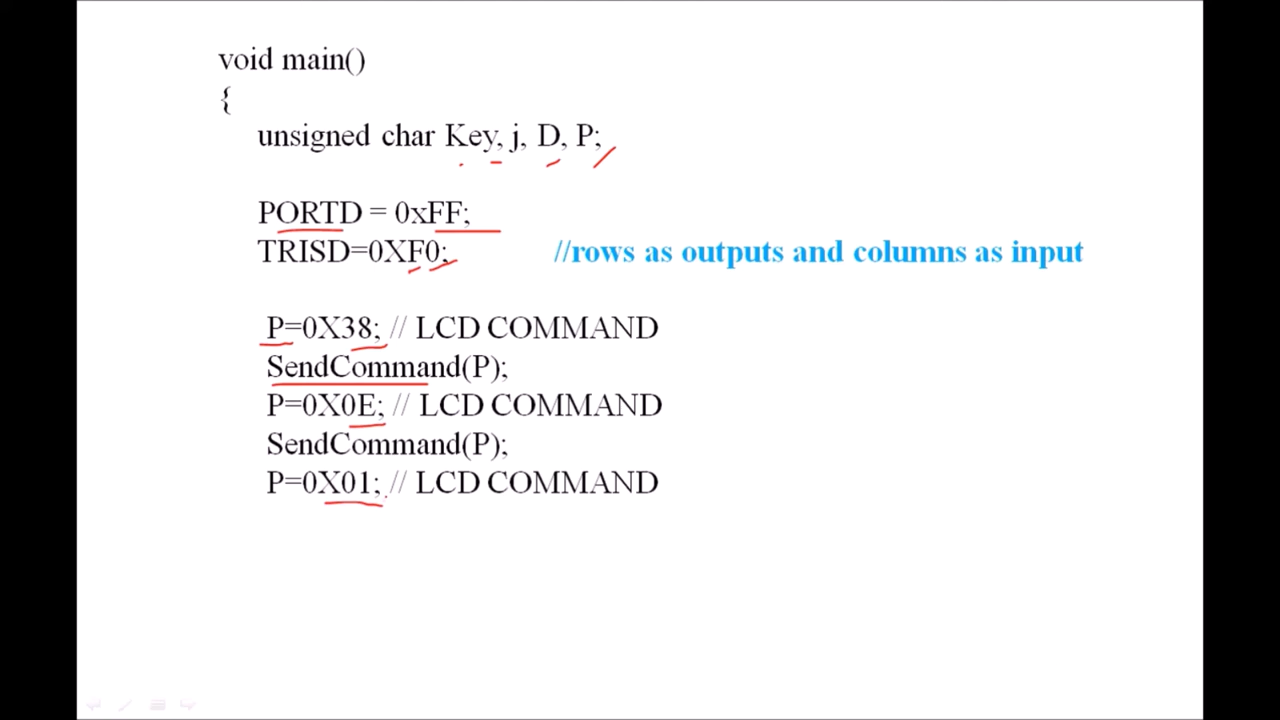 void main()
{
unsigned char Key, j, D, P;
PORTD = 0xFF;
TRISD=0XF0; //rows as outputs and columns as input
P=0X38; // LCD COMMAND
SendCommand(P);
P=0X0E; // LCD COMMAND
SendCommand(P);
P=0X01; // LCD COMMAND